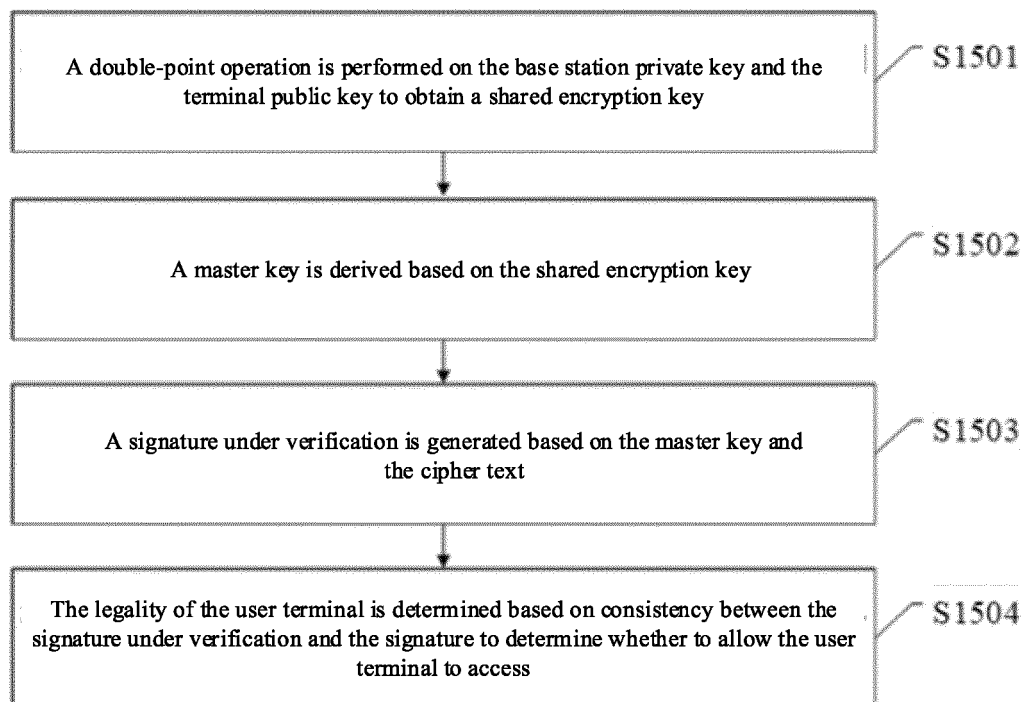 A double-point operation is performed on the base station private key and the
terminal public key to obtain a shared encryption key
S1501
A master key is derived based on the shared encryption key
S1502
A signature under verification is generated based on the master key and
the cipher text
S1503
The legality of the user terminal is determined based on consistency between the
signature under verification and the signature to determine whether to allow the user
terminal to access
S1504